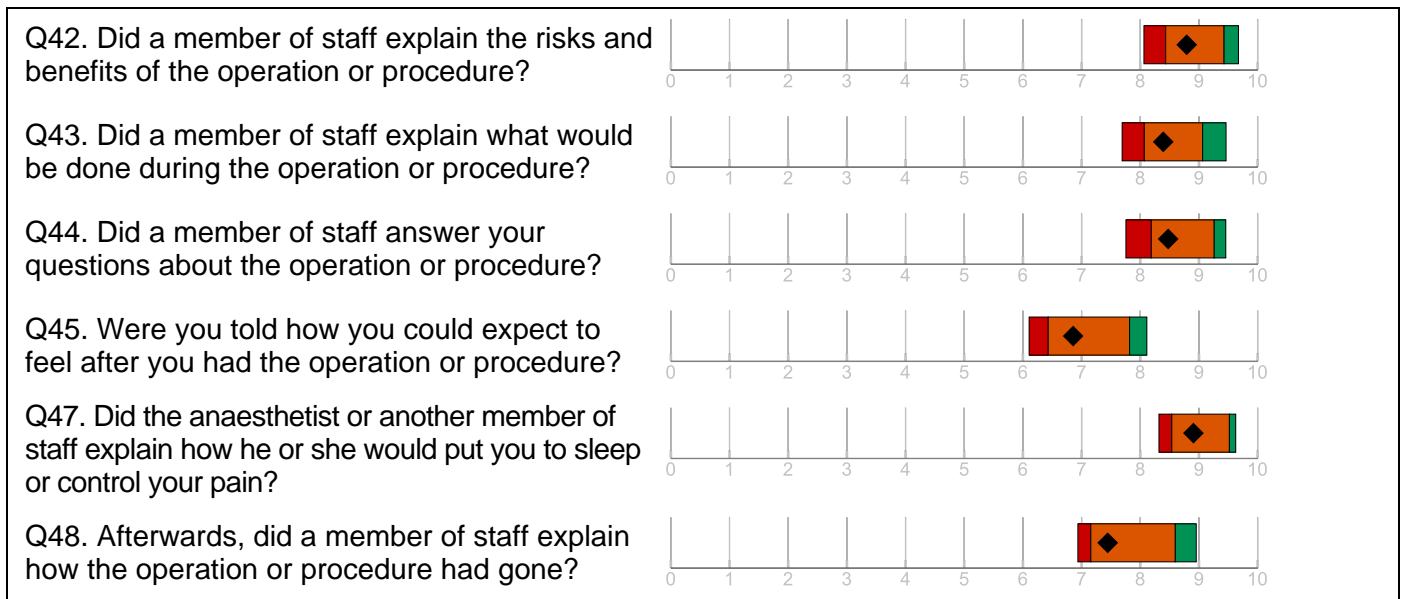 Q42. Did a member of staff explain the risks and
benefits of the operation or procedure?
0 1 2 3 4 5 6 7 8 9 10
Q43. Did a member of staff explain what would
be done during the operation or procedure?
0 1 2 3 4 5 6 7 8 9 10
Q44. Did a member of staff answer your
questions about the operation or procedure?
0 1 2 3 4 5 6 7 8 9 10
Q45. Were you told how you could expect to
feel after you had the operation or procedure?
0 1 2 3 4 5 6 7 8 9 10
Q47. Did the anaesthetist or another member of
staff explain how he or she would put you to sleep
or control your pain?
0 1 2 3 4 5 6 7 8 9 10
Q48. Afterwards, did a member of staff explain
how the operation or procedure had gone?
0 1 2 3 4 5 6 7 8 9 10